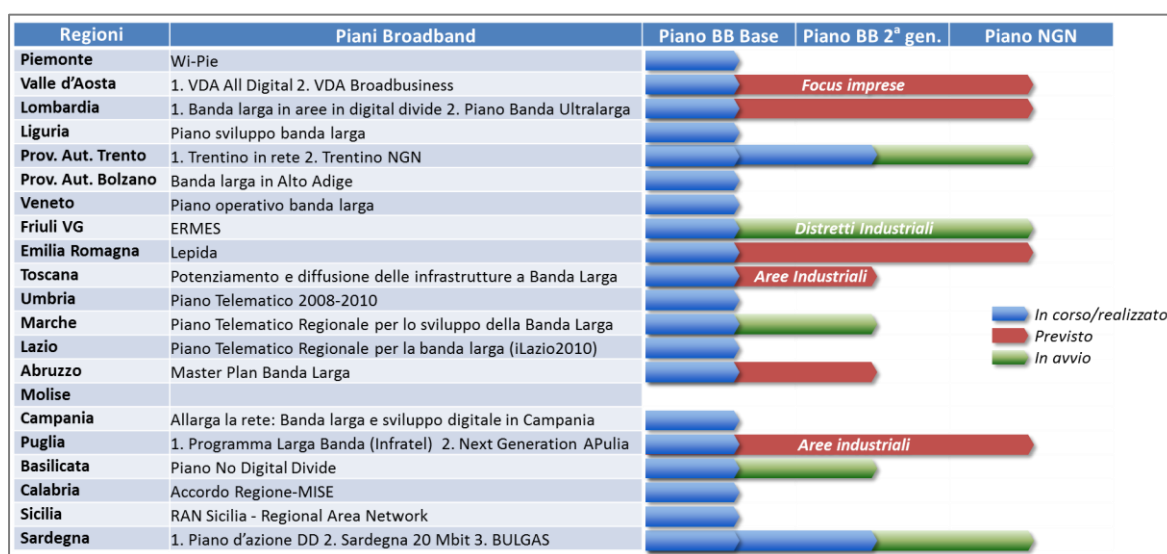 Regioni Piani Broadband Piano BB Base Piano BB 2ª gen. Piano NGN
Piemonte Wi-Pie
Valle d'Aosta 1. VDA All Digital 2. VDA Broadbusiness Focus imprese
Lombardia 1. Banda larga in aree in digital divide 2. Piano Banda Ultralarga
Liguria Piano sviluppo banda larga
Prov. Aut. Trento 1. Trentino in rete 2. Trentino NGN
Prov. Aut. Bolzano Banda larga in Alto Adige
Veneto Piano operativo banda larga
Friuli VG ERMES Distretti Industriali
Emilia Romagna Lepida
Toscana Potenziamento e diffusione delle infrastrutture a Banda Larga Aree Industriali
Umbria Piano Telematico 2008-2010
In corso/realizzato
Marche Piano Telematico Regionale per lo sviluppo della Banda Larga
Previsto
Lazio Piano Telematico Regionale per la banda larga (iLazio2010)
In avvio
Abruzzo Master Plan Banda Larga
Molise
Campania Allarga la rete: Banda larga e sviluppo digitale in Campania
Puglia 1. Programma Larga Banda (Infratel) 2. Next Generation APulia Aree industriali
Basilicata Piano No Digital Divide
Calabria Accordo Regione-MISE
Sicilia RAN Sicilia - Regional Area Network
Sardegna 1. Piano d'azione DD 2. Sardegna 20 Mbit 3. BULGAS